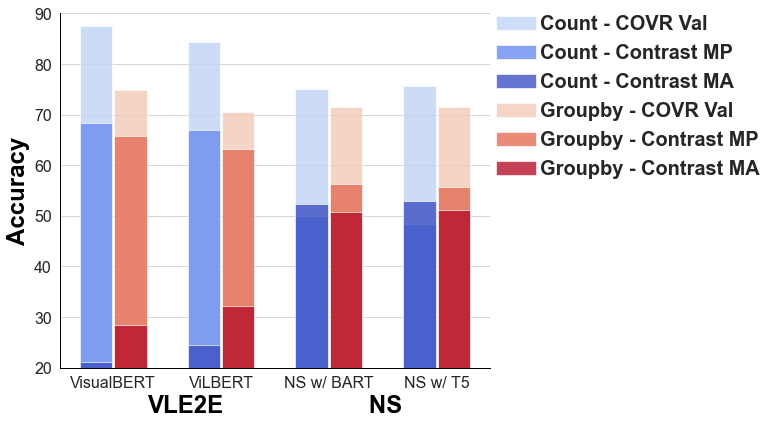 90
80
70
60
50
40
30
20
Accuracy
VisualBERT
ViLBERT
NS w/ BART
NS w/ T5
VLE2E
NS
Count - COVR Val
Count - Contrast MP
Count - Contrast MA
Groupby - COVR Val
Groupby - Contrast MP
Groupby - Contrast MA